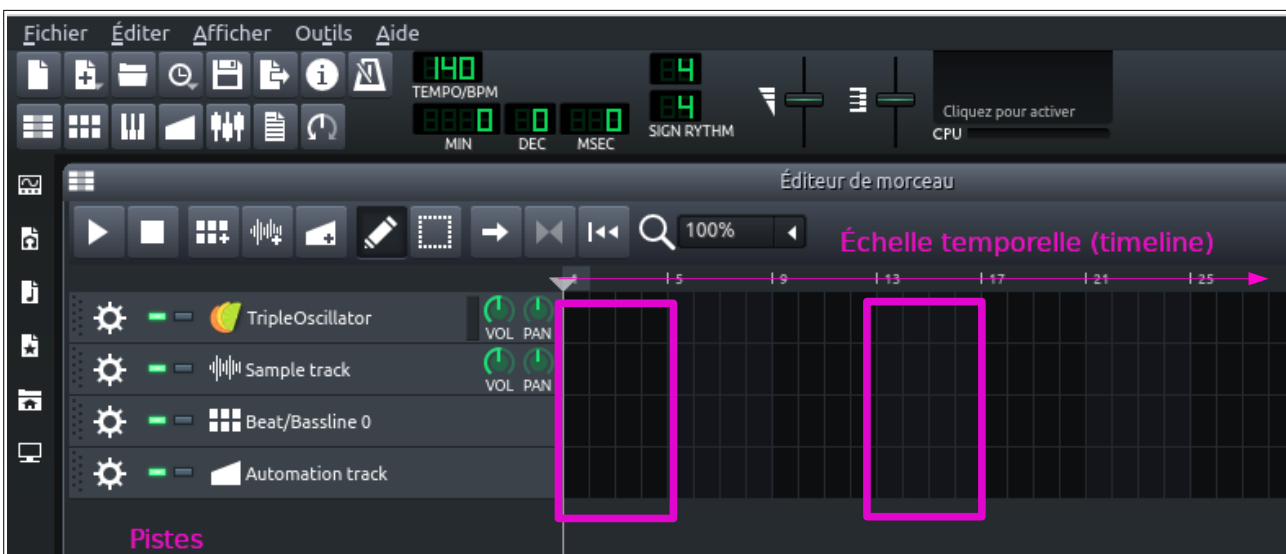 Fichier Éditer Afficher Outils Aide
140
TEMPO/BPM
4
4
SIGN RYTHM
0 0 0
MIN DEC MSEC
Cliquez pour activer
CPU
Éditeur de morceau
100%
Échelle temporelle (timeline)
1 5 9 13 17 21 25
TripleOscillator VOL PAN
Sample track VOL PAN
Beat/Bassline 0
Automation track
Pistes